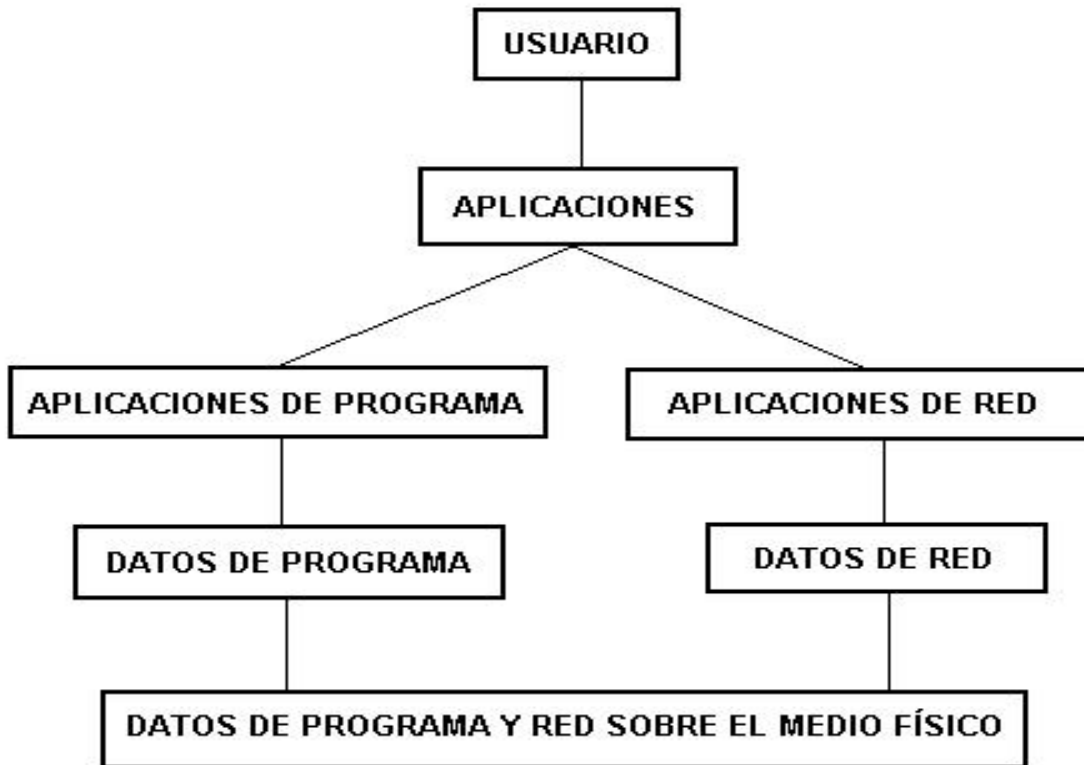 USUARIO
APLICACIONES
APLICACIONES DE PROGRAMA
APLICACIONES DE RED
DATOS DE PROGRAMA
DATOS DE RED
DATOS DE PROGRAMA Y RED SOBRE EL MEDIO FÍSICO